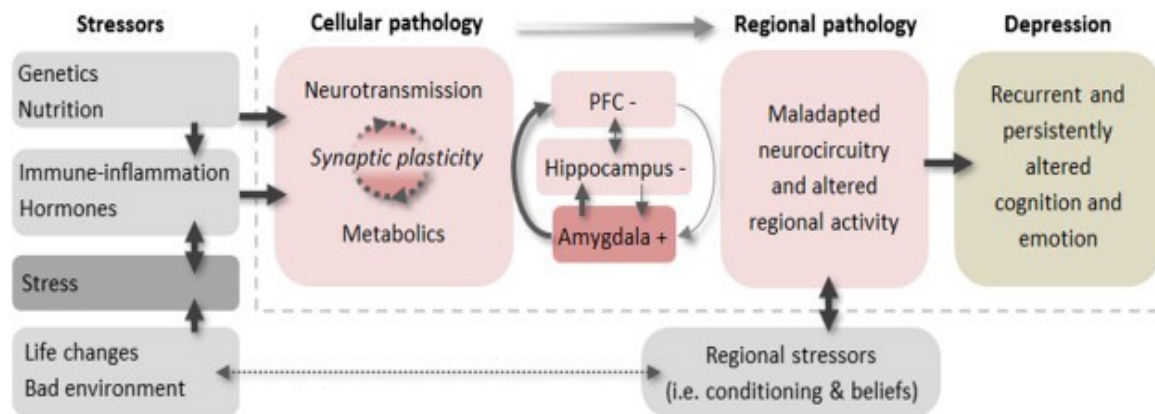 Stressors
Cellular pathology
Regional pathology
Depression
Genetics
Nutrition
Immune-inflammation
Hormones
Stress
Life changes
Bad environment
Neurotransmission
Synaptic plasticity
Metabolics
PFC -
Hippocampus -
Amygdala +
Maladapted
neurocircuitry
and altered
regional activity
Recurrent and
persistently
altered
cognition and
emotion
Regional stressors
(i.e. conditioning & beliefs)